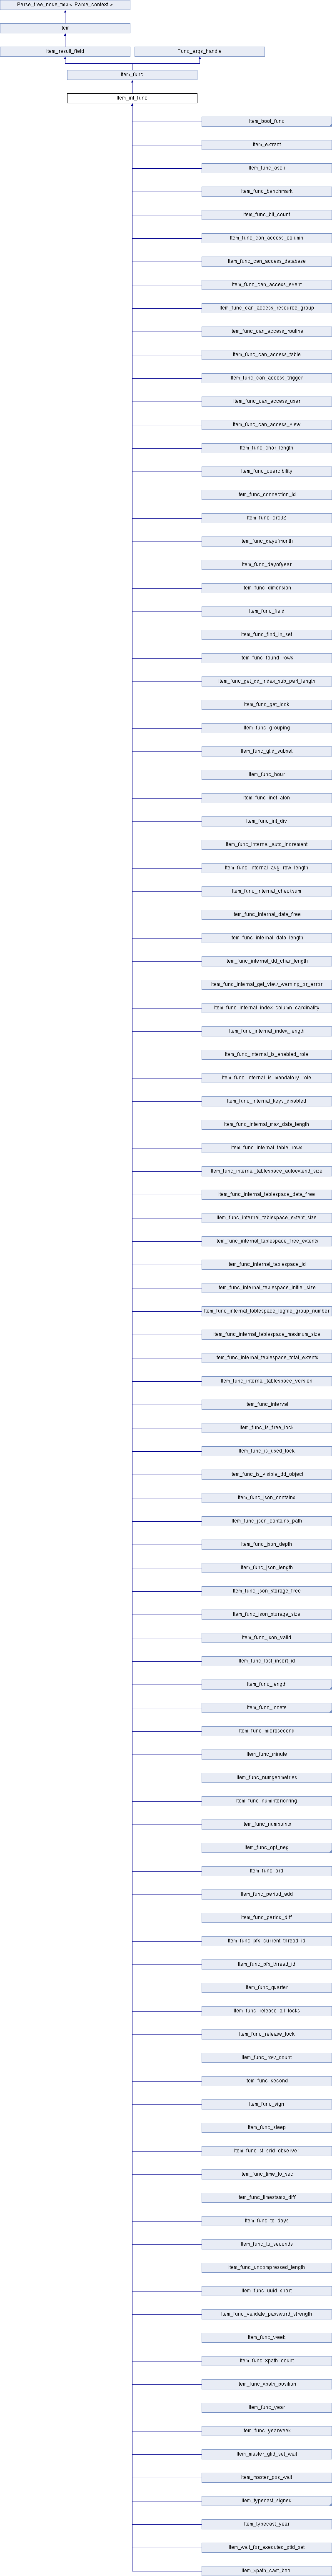 Parse_tree_node_tmpl< Parse_context >
Item
Item_result_field
Func_args_handle
Item_func
Item_int_func
Item_bool_func
Item_extract
Item_func_ascii
Item_func_benchmark
Item_func_bit_count
Item_func_can_access_column
Item_func_can_access_database
Item_func_can_access_event
Item_func_can_access_resource_group
Item_func_can_access_routine
Item_func_can_access_table
Item_func_can_access_trigger
Item_func_can_access_user
Item_func_can_access_view
Item_func_char_length
Item_func_coercibility
Item_func_connection_id
Item_func_crc32
Item_func_dayofmonth
Item_func_dayofyear
Item_func_dimension
Item_func_field
Item_func_find_in_set
Item_func_found_rows
Item_func_get_dd_index_sub_part_length
Item_func_get_lock
Item_func_grouping
Item_func_gtid_subset
Item_func_hour
Item_func_inet_aton
Item_func_int_div
Item_func_internal_auto_increment
Item_func_internal_avg_row_length
Item_func_internal_checksum
Item_func_internal_data_free
Item_func_internal_data_length
Item_func_internal_dd_char_length
Item_func_internal_get_view_warning_or_error
Item_func_internal_index_column_cardinality
Item_func_internal_index_length
Item_func_internal_is_enabled_role
Item_func_internal_is_mandatory_role
Item_func_internal_keys_disabled
Item_func_internal_max_data_length
Item_func_internal_table_rows
Item_func_internal_tablespace_autoextend_size
Item_func_internal_tablespace_data_free
Item_func_internal_tablespace_extent_size
Item_func_internal_tablespace_free_extents
Item_func_internal_tablespace_id
Item_func_internal_tablespace_initial_size
Item_func_internal_tablespace_logfile_group_number
Item_func_internal_tablespace_maximum_size
Item_func_internal_tablespace_total_extents
Item_func_internal_tablespace_version
Item_func_interval
Item_func_is_free_lock
Item_func_is_used_lock
Item_func_is_visible_dd_object
Item_func_json_contains
Item_func_json_contains_path
Item_func_json_depth
Item_func_json_length
Item_func_json_storage_free
Item_func_json_storage_size
Item_func_json_valid
Item_func_last_insert_id
Item_func_length
Item_func_locate
Item_func_microsecond
Item_func_minute
Item_func_numgeometries
Item_func_numinteriorring
Item_func_numpoints
Item_func_opt_neg
Item_func_ord
Item_func_period_add
Item_func_period_diff
Item_func_pfs_current_thread_id
Item_func_pfs_thread_id
Item_func_quarter
Item_func_release_all_locks
Item_func_release_lock
Item_func_row_count
Item_func_second
Item_func_sign
Item_func_sleep
Item_func_st_srid_observer
Item_func_time_to_sec
Item_func_timestamp_diff
Item_func_to_days
Item_func_to_seconds
Item_func_uncompressed_length
Item_func_uuid_short
Item_func_validate_password_strength
Item_func_week
Item_func_xpath_count
Item_func_xpath_position
Item_func_year
Item_func_yearweek
Item_master_gtid_set_wait
Item_master_pos_wait
Item_typecast_signed
Item_typecast_year
Item_wait_for_executed_gtid_set
Item_xpath_cast_bool